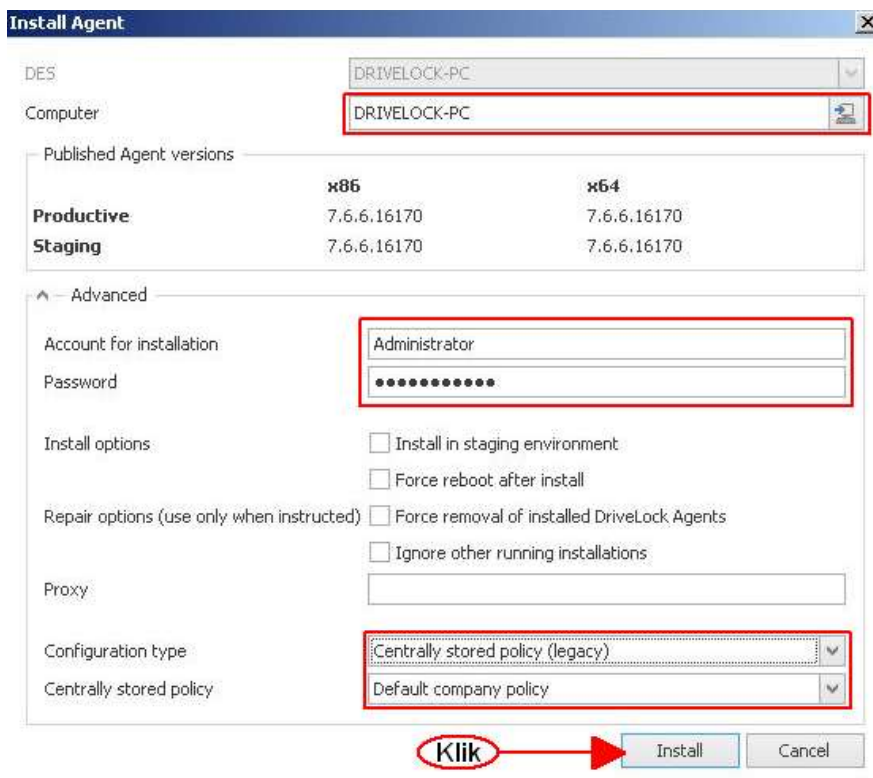 Install Agent
DES DRIVELOCK-PC
Computer DRIVELOCK-PC
Published Agent versions
x86 x64
Productive 7.6.6.16170 7.6.6.16170
Staging 7.6.6.16170 7.6.6.16170
Advanced
Account for installation Administrator
Password ●●●●●●●●●●●
Install options Install in staging environment
Force reboot after install
Repair options (use only when instructed) Force removal of installed DriveLock Agents
Ignore other running installations
Proxy
Configuration type Centrally stored policy (legacy)
Centrally stored policy Default company policy
Klik Install Cancel